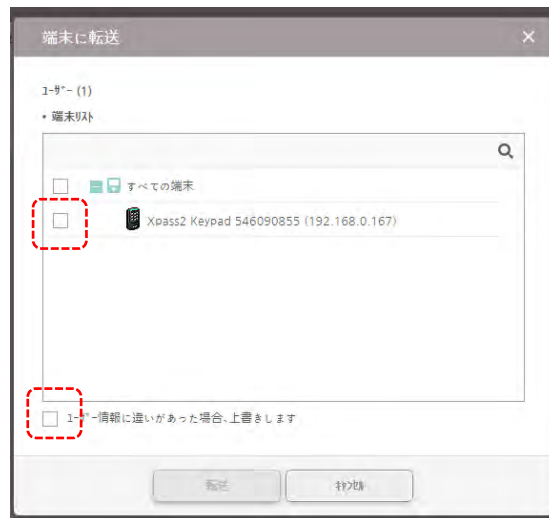 端末に転送
ﾕｰｻﾞｰ (1)
• 端末ﾘｽﾄ
すべての端末
Xpass2 Keypad 546090855 (192.168.0.167)
ﾕｰｻﾞｰ情報に違いがあった場合、上書きします
転送
ｷｬﾝｾﾙ